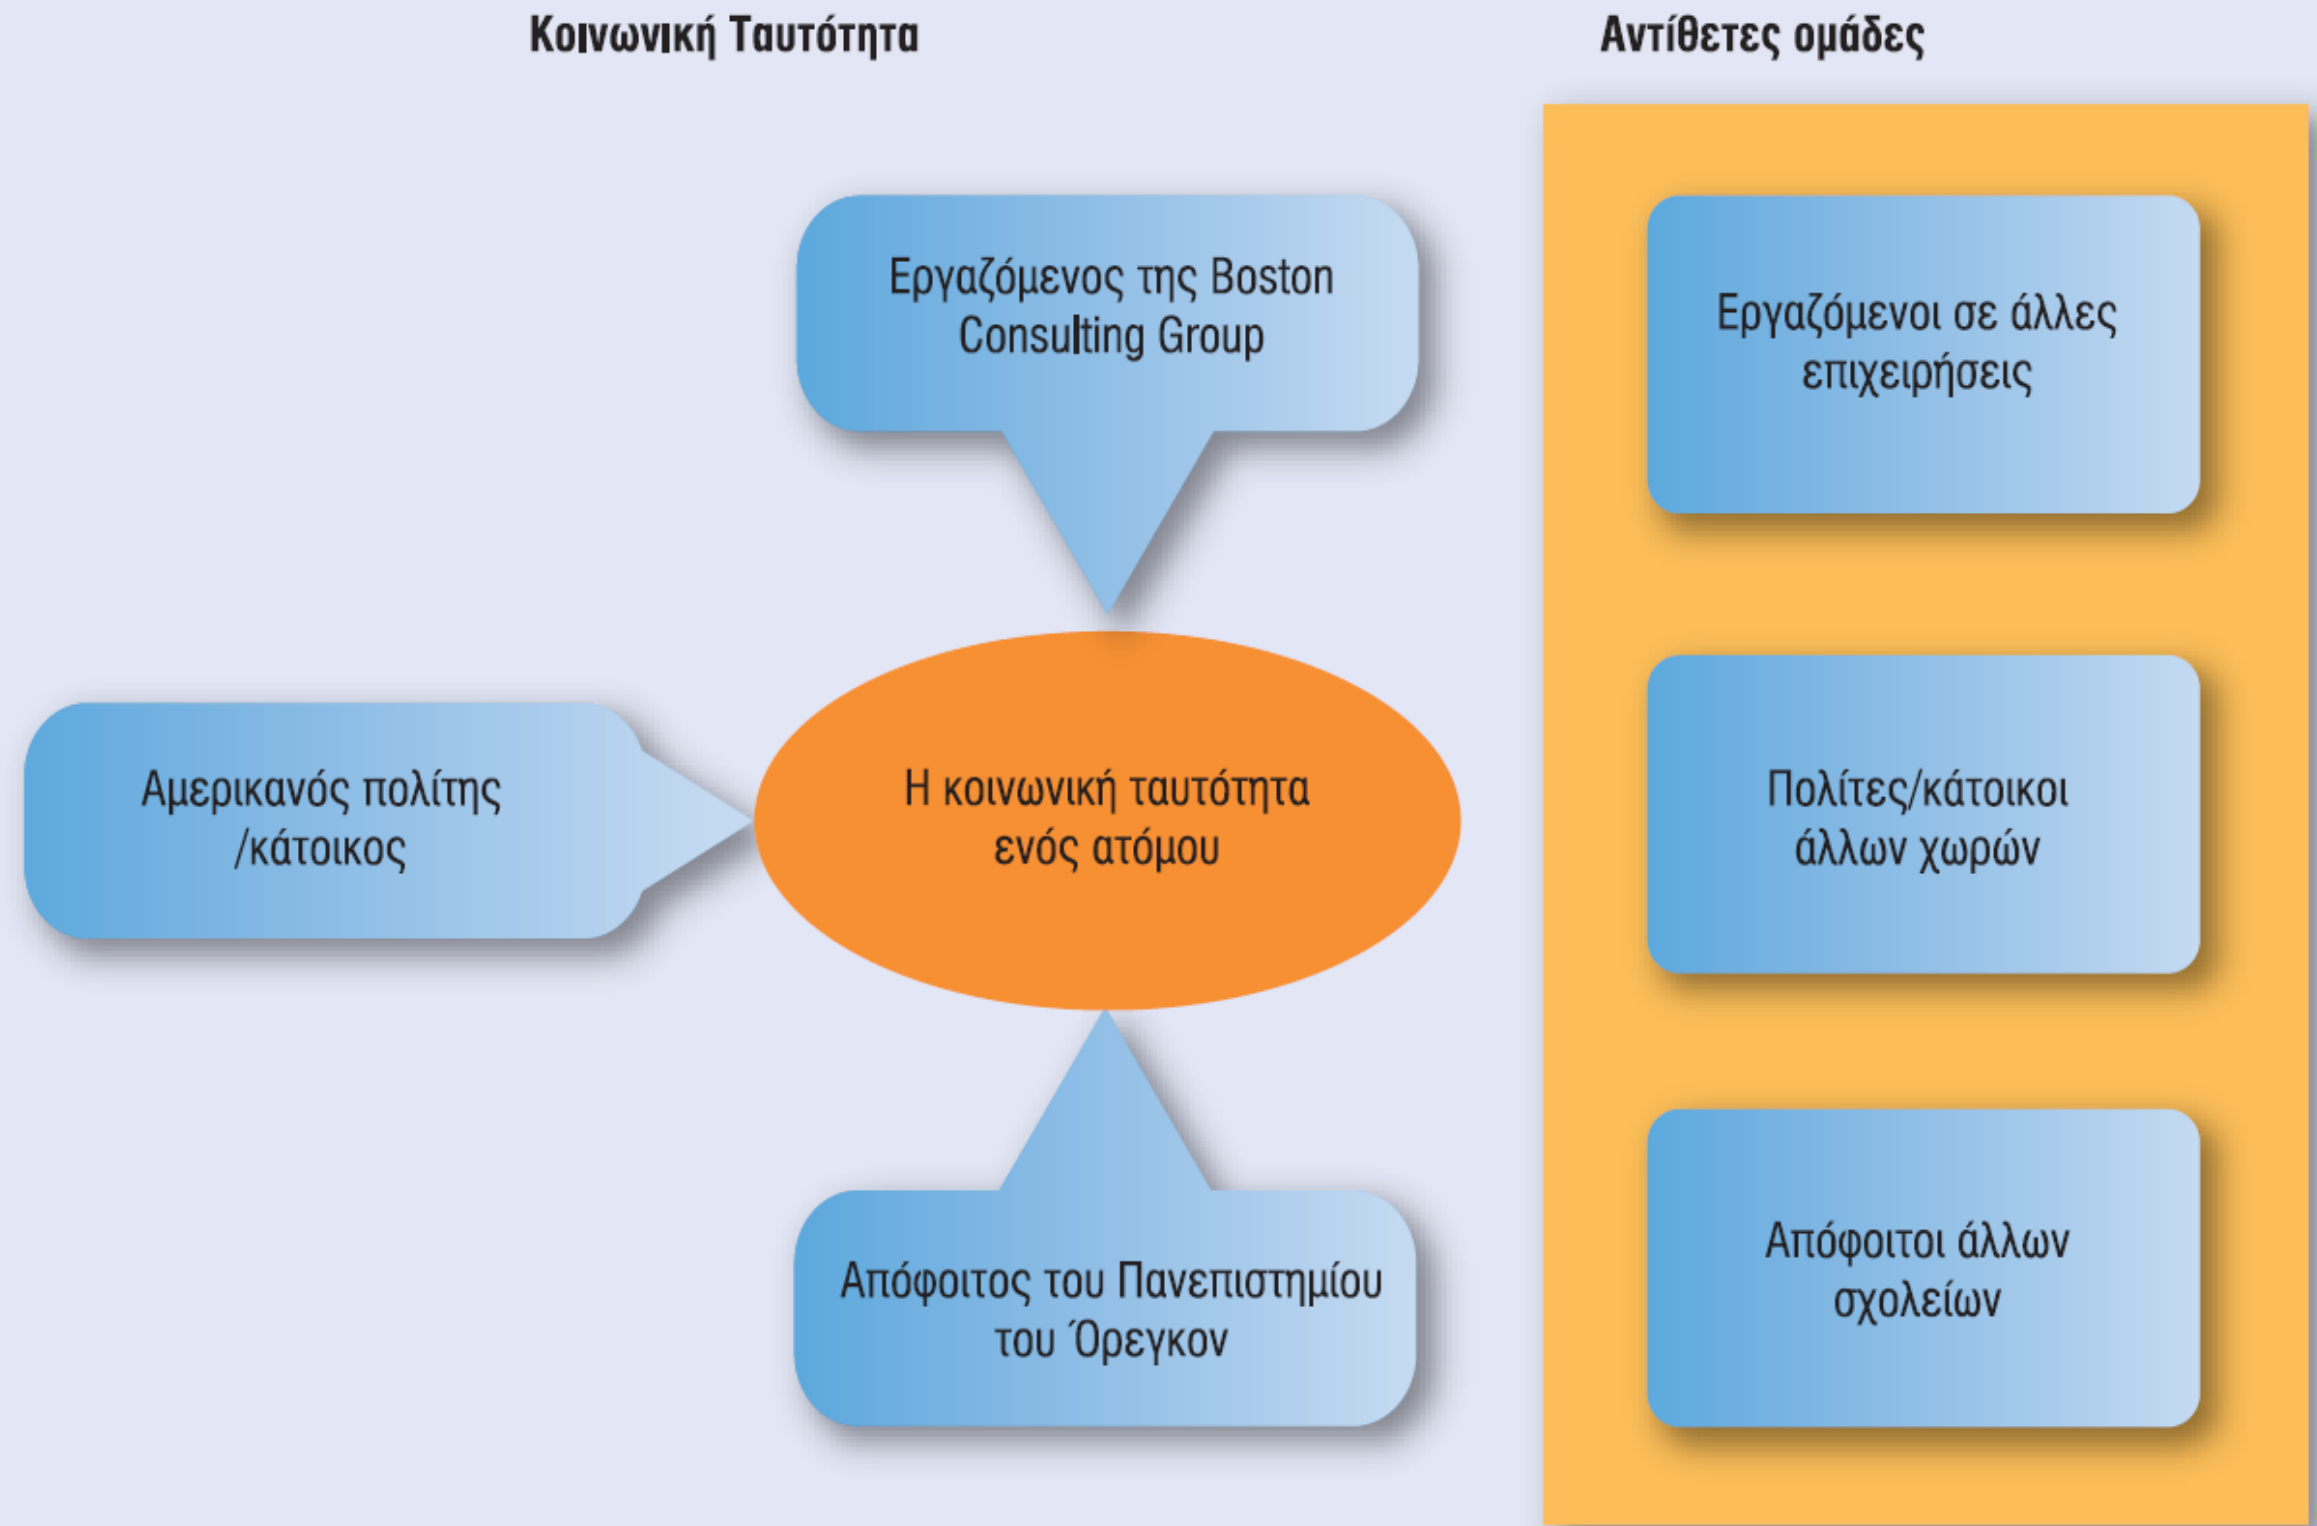 Κοινωνική Ταυτότητα
Αντίθετες ομάδες
Εργαζόμενος της Boston
Consulting Group
Εργαζόμενοι σε άλλες
επιχειρήσεις
Αμερικανός πολίτης
/κάτοικος
Η κοινωνική ταυτότητα
ενός ατόμου
Πολίτες/κάτοικοι
άλλων χωρών
Απόφοιτος του Πανεπιστημίου
του Όρεγκον
Απόφοιτοι άλλων
σχολείων